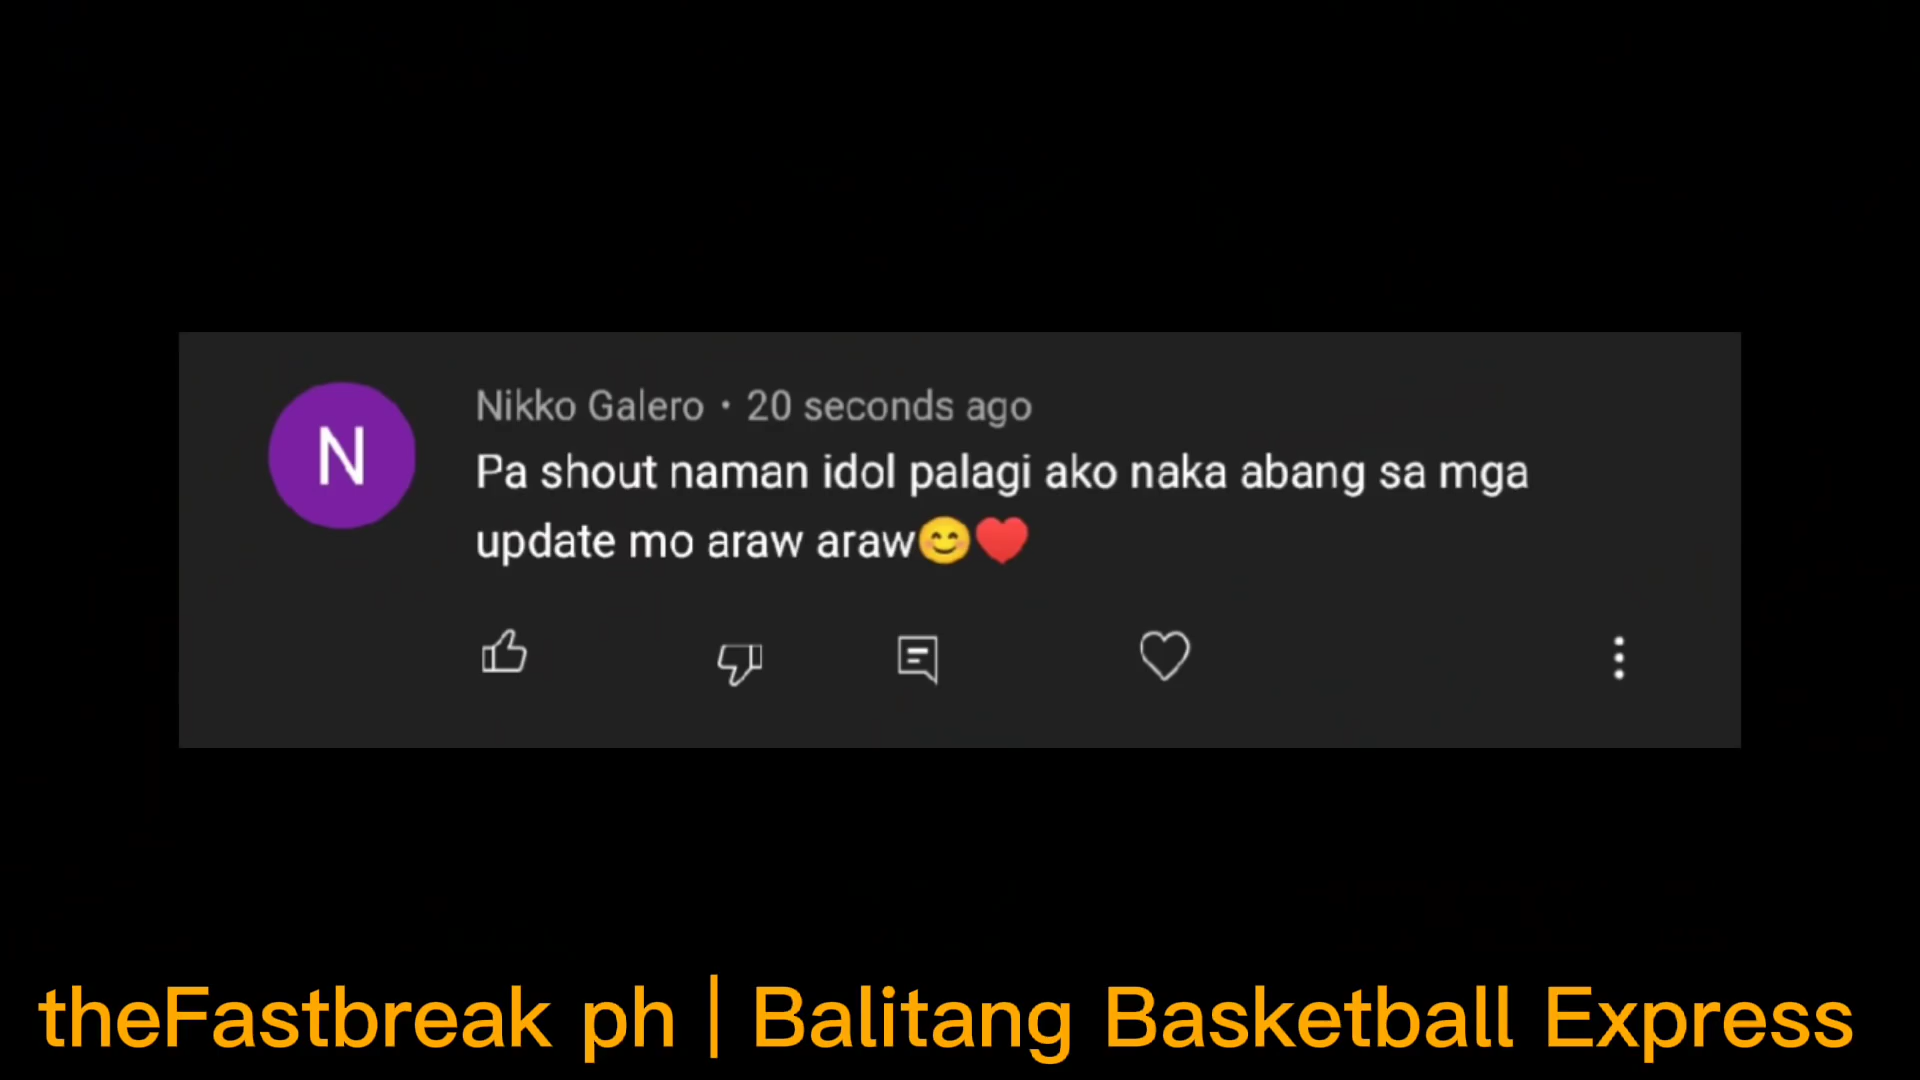 N
Nikko Galero • 20 seconds ago
Pa shout naman idol palagi ako naka abang sa mga
update mo araw araw😊♥️
theFastbreak ph | Balitang Basketball Express